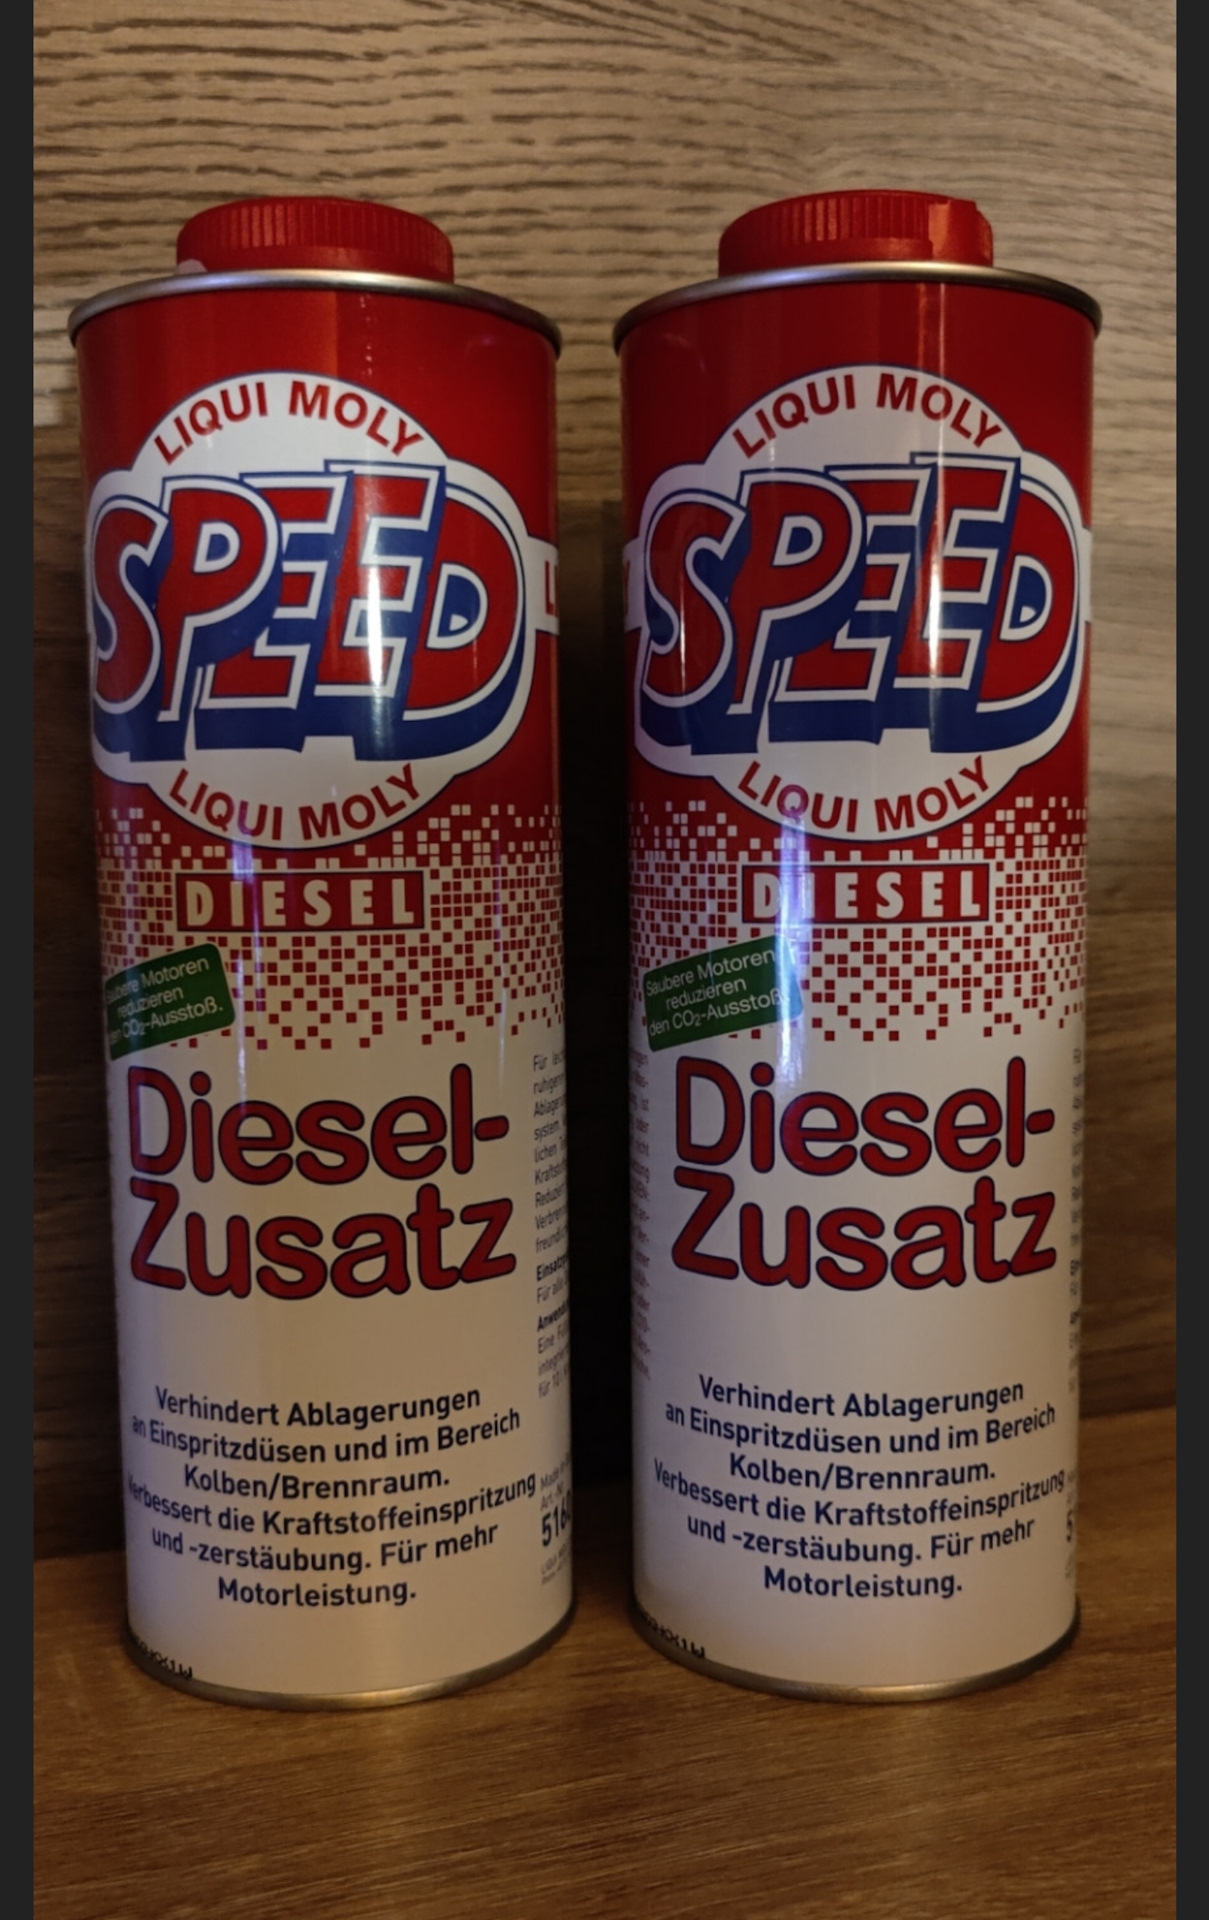 LIQUI MOLY
SPEED
LIQUI MOLY
DIESEL
Saubere Motoren
reduzieren
den CO₂-Ausstoß.
Diesel-
Zusatz
Verhindert Ablagerungen
an Einspritzdüsen und im Bereich
Kolben/Brennraum.
Verbessert die Kraftstoffeinspritzung
und -zerstäubung. Für mehr
Motorleistung.
LIQUI MOLY
SPEED
LIQUI MOLY
DIESEL
Saubere Motoren
reduzieren
den CO₂-Ausstoß.
Diesel-
Zusatz
Verhindert Ablagerungen
an Einspritzdüsen und im Bereich
Kolben/Brennraum.
Verbessert die Kraftstoffeinspritzung
und -zerstäubung. Für mehr
Motorleistung.